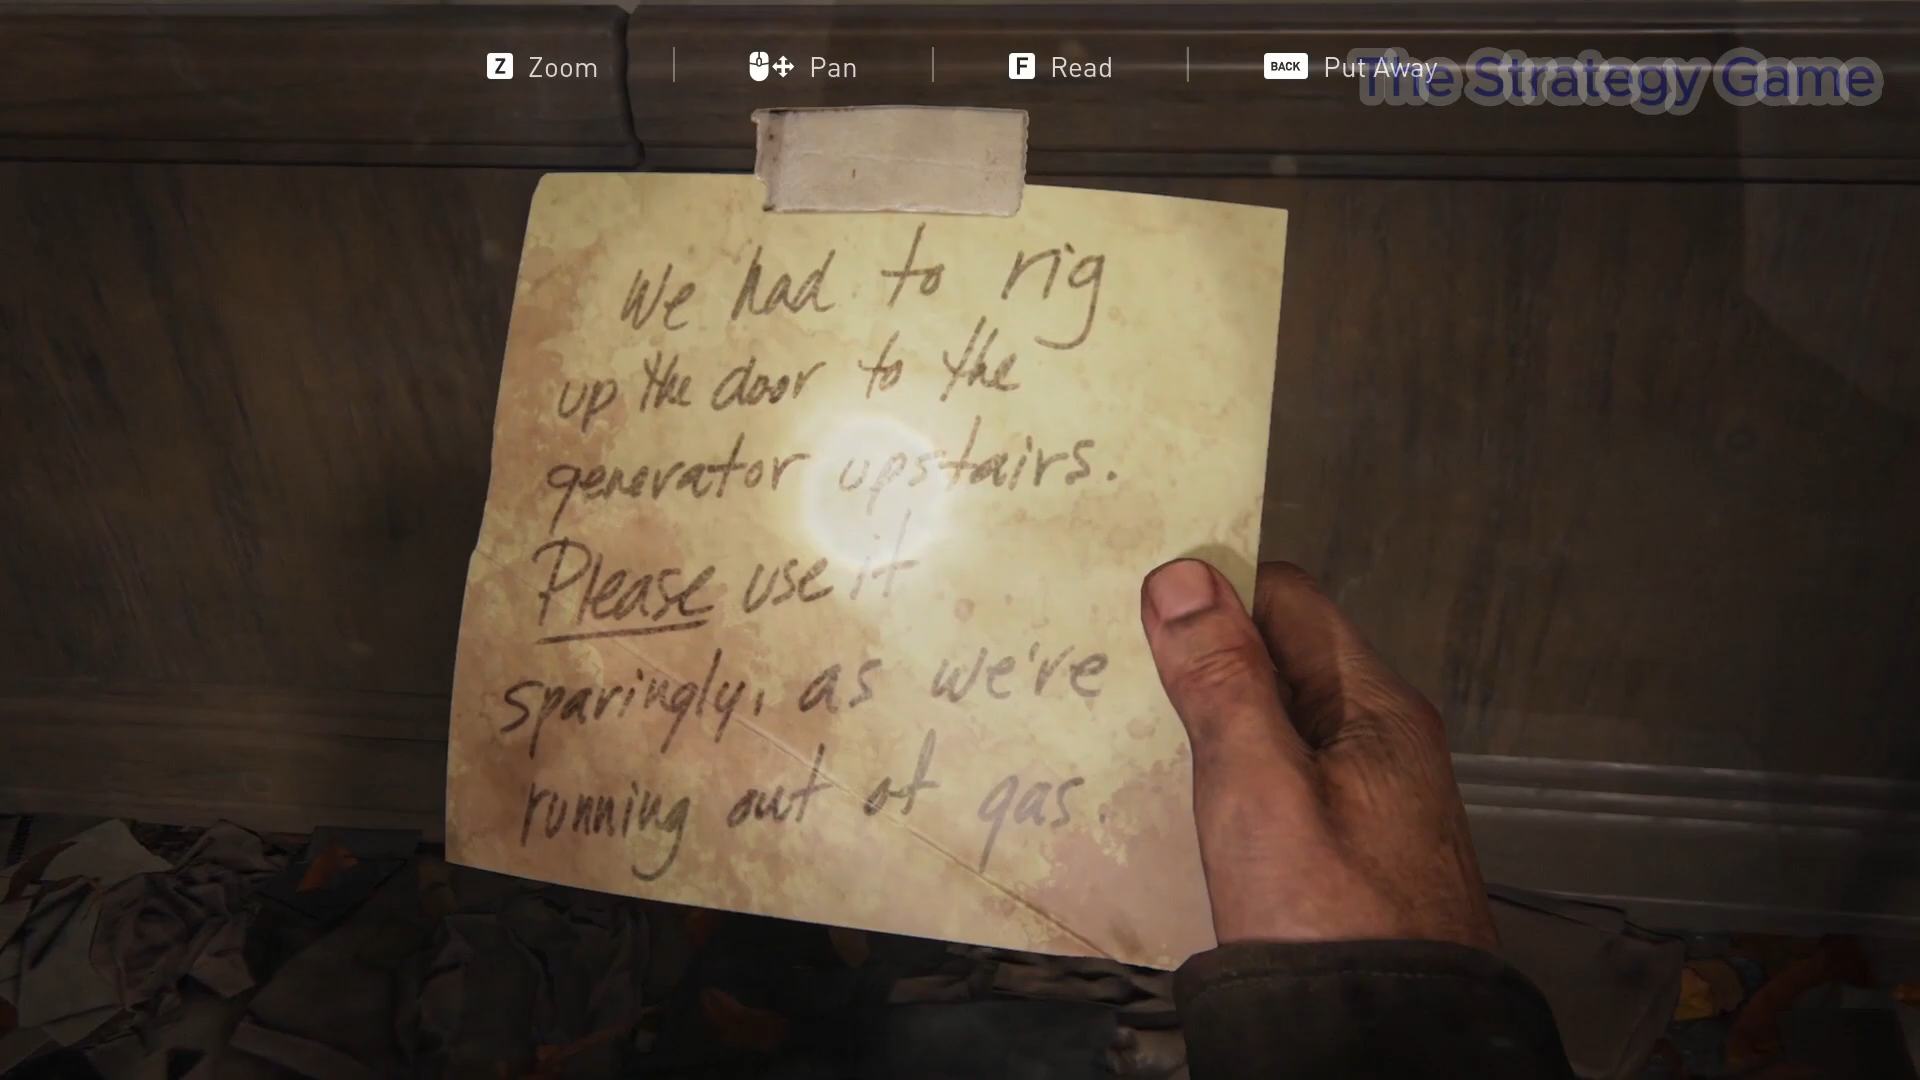 Z Zoom
Pan
F Read
BACK Put Away
The Strategy Game
We had to rig
up the door to the
generator upstairs.
Please use it
sparingly, as we're
running out of gas.